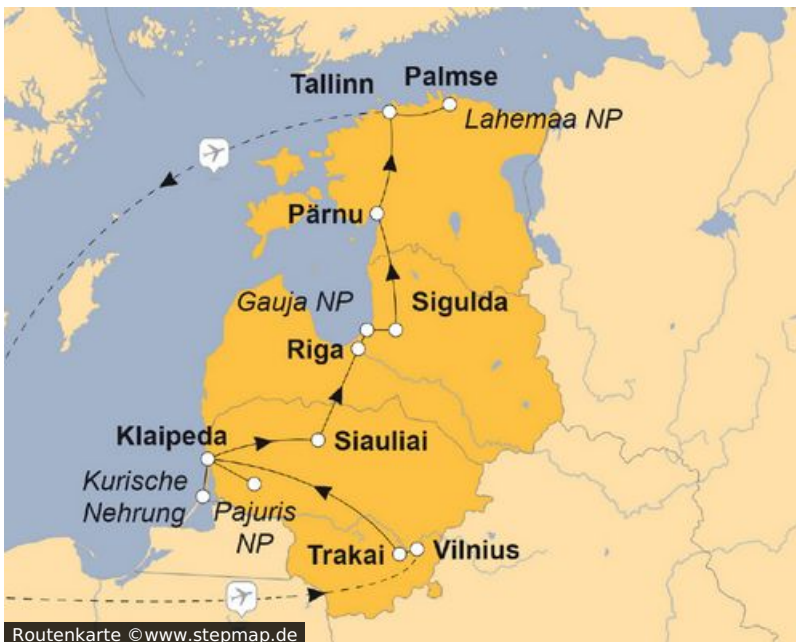 Tallinn
Palmse
Lahemaa NP
Pärnu
Gauja NP
Sigulda
Riga
Klaipeda
Siauliai
Kurische
Nehrung
Pajuris
NP
Trakai
Vilnius
Routenkarte ©www.stepmap.de